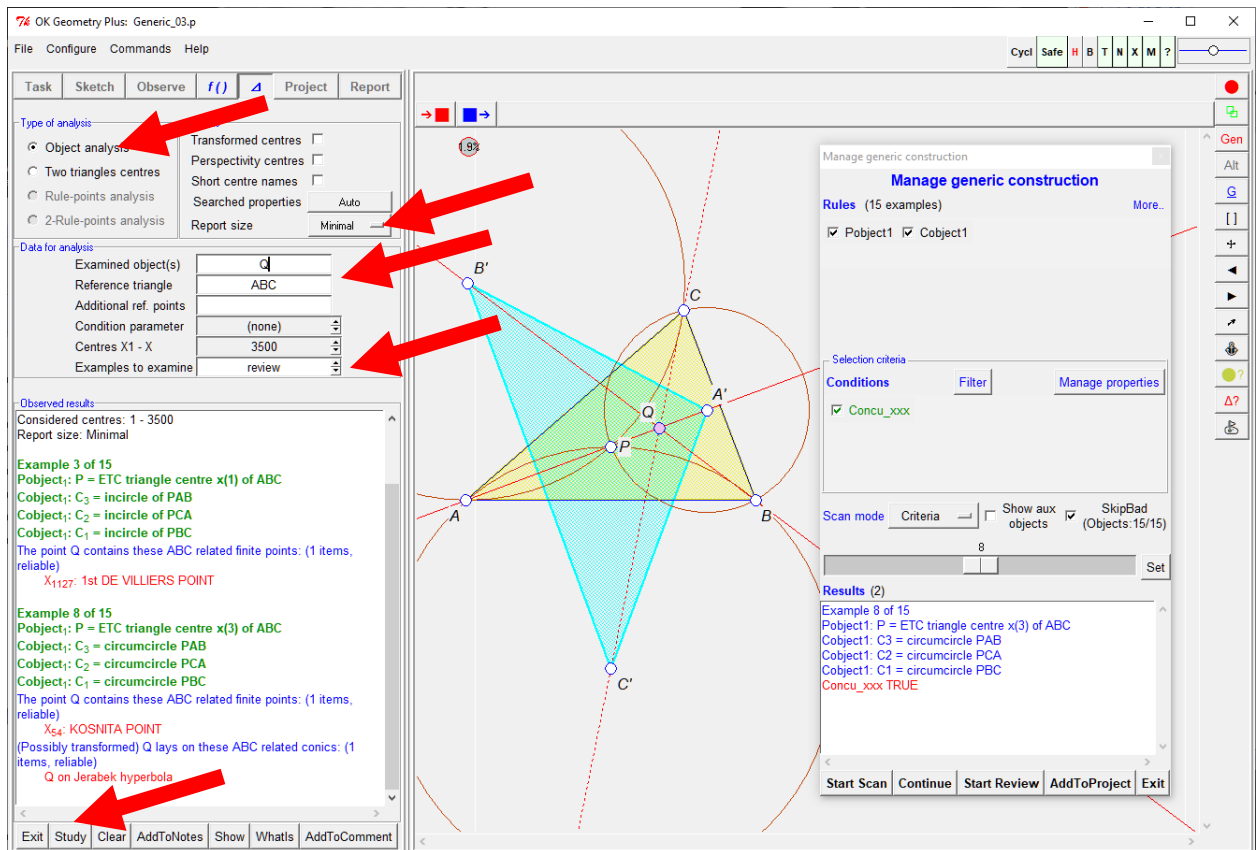 OK Geometry Plus: Generic_03.p
File Configure Commands Help
Cycl Safe H B T N X M ?
Task Sketch Observe f() ⊿ Project Report
Type of analysis
Object analysis
Two triangles centres
Rule-points analysis
2-Rule-points analysis
Transformed centres
Perspectivity centres
Short centre names
Searched properties Auto
Report size Minimal
Data for analysis
Examined object(s) Q
Reference triangle ABC
Additional ref. points
Condition parameter (none)
Centres X1 - X 3500
Examples to examine review
Observed results
Considered centres: 1 - 3500
Report size: Minimal
Example 3 of 15
Pobject₁: P = ETC triangle centre x(1) of ABC
Cobject₁: C₃ = incircle of PAB
Cobject₁: C₂ = incircle of PCA
Cobject₁: C₁ = incircle of PBC
The point Q contains these ABC related finite points: (1 items,
reliable)
X₁₁₂₇: 1st DE VILLIERS POINT
Example 8 of 15
Pobject₁: P = ETC triangle centre x(3) of ABC
Cobject₁: C₃ = circumcircle PAB
Cobject₁: C₂ = circumcircle PCA
Cobject₁: C₁ = circumcircle PBC
The point Q contains these ABC related finite points: (1 items,
reliable)
X₅₄: KOSNITA POINT
(Possibly transformed) Q lays on these ABC related conics: (1
items, reliable)
Q on Jerabek hyperbola
Exit Study Clear AddToNotes Show WhatIs AddToComment
1.9%
B'
C
A'
Q
P
A
B
C'
Manage generic construction
Manage generic construction
Rules (15 examples) More..
Pobject1 Cobject1
Selection criteria
Conditions Filter Manage properties
Concu_xxx
Scan mode Criteria Show aux objects SkipBad (Objects:15/15)
8
Set
Results (2)
Example 8 of 15
Pobject1: P = ETC triangle centre x(3) of ABC
Cobject1: C3 = circumcircle PAB
Cobject1: C2 = circumcircle PCA
Cobject1: C1 = circumcircle PBC
Concu_xxx TRUE
Start Scan Continue Start Review AddToProject Exit
Gen
Alt
G
[ ]
?
Δ?